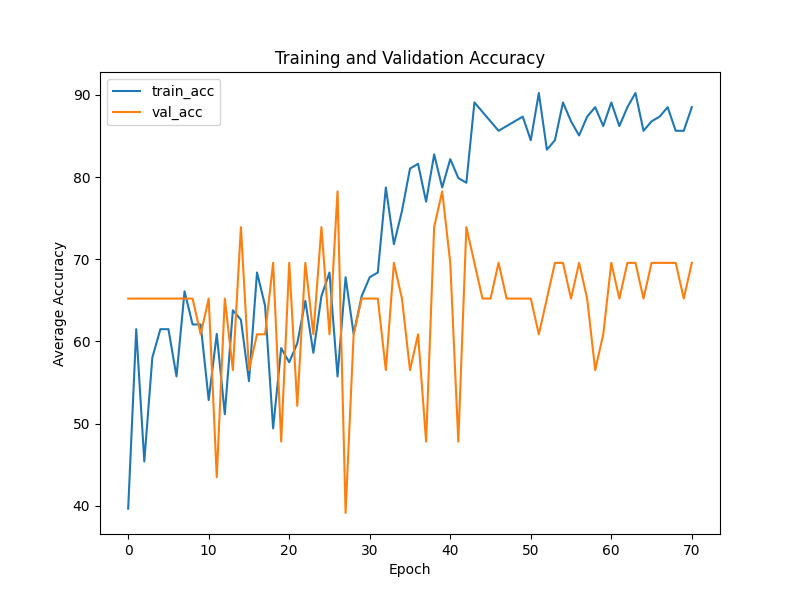 Training and Validation Accuracy
train_acc
val_acc
Average Accuracy
90
80
70
60
50
40
0 10 20 30 40 50 60 70
Epoch